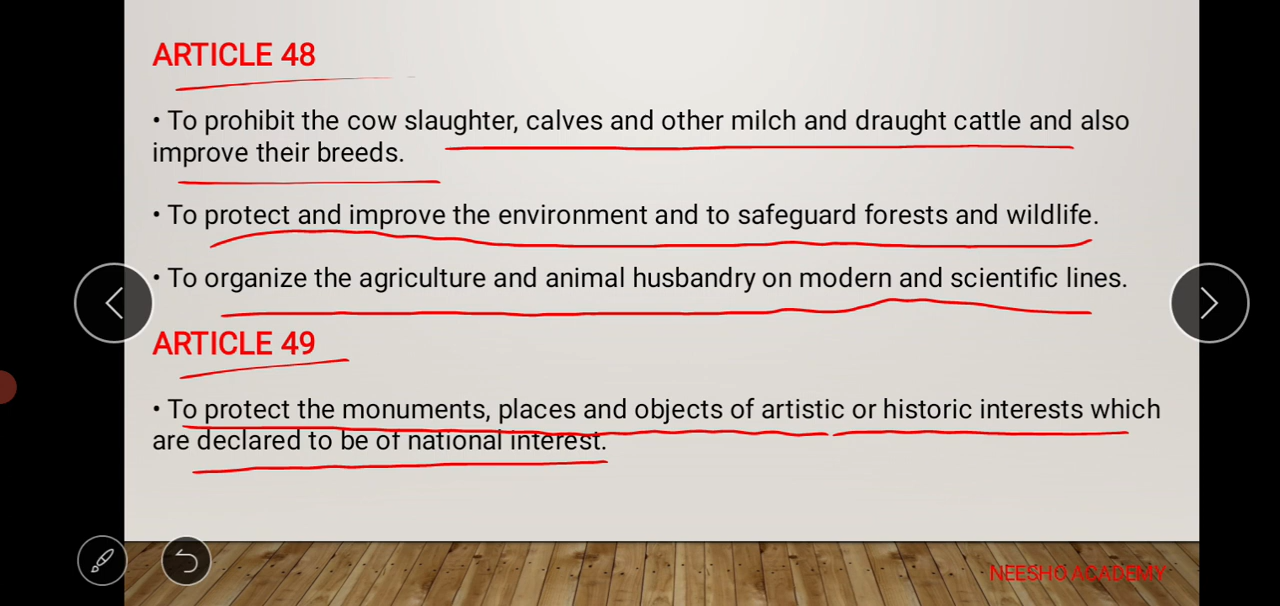 ARTICLE 48
• To prohibit the cow slaughter, calves and other milch and draught cattle and also
improve their breeds.
• To protect and improve the environment and to safeguard forests and wildlife.
• To organize the agriculture and animal husbandry on modern and scientific lines.
ARTICLE 49
• To protect the monuments, places and objects of artistic or historic interests which
are declared to be of national interest.
NEESHO ACADEMY